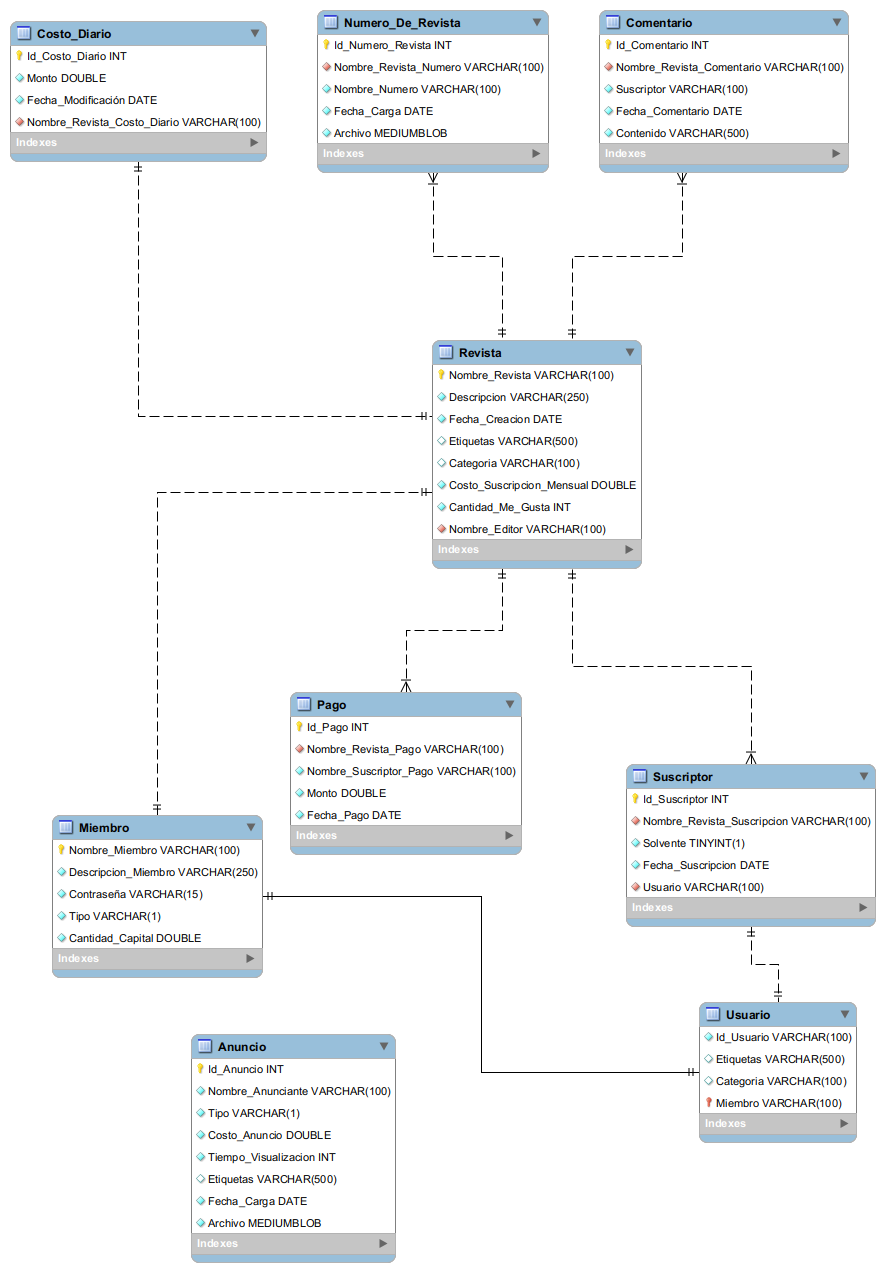 Costo_Diario
Id_Costo_Diario INT
Monto DOUBLE
Fecha_Modificación DATE
Nombre_Revista_Costo_Diario VARCHAR(100)
Indexes
Numero_De_Revista
Id_Numero_Revista INT
Nombre_Revista_Numero VARCHAR(100)
Nombre_Numero VARCHAR(100)
Fecha_Carga DATE
Archivo MEDIUMBLOB
Indexes
Comentario
Id_Comentario INT
Nombre_Revista_Comentario VARCHAR(100)
Suscriptor VARCHAR(100)
Fecha_Comentario DATE
Contenido VARCHAR(500)
Indexes
Revista
Nombre_Revista VARCHAR(100)
Descripcion VARCHAR(250)
Fecha_Creacion DATE
Etiquetas VARCHAR(500)
Categoria VARCHAR(100)
Costo_Suscripcion_Mensual DOUBLE
Cantidad_Me_Gusta INT
Nombre_Editor VARCHAR(100)
Indexes
Pago
Id_Pago INT
Nombre_Revista_Pago VARCHAR(100)
Nombre_Suscriptor_Pago VARCHAR(100)
Monto DOUBLE
Fecha_Pago DATE
Indexes
Suscriptor
Id_Suscriptor INT
Nombre_Revista_Suscripcion VARCHAR(100)
Solvente TINYINT(1)
Fecha_Suscripcion DATE
Usuario VARCHAR(100)
Indexes
Miembro
Nombre_Miembro VARCHAR(100)
Descripcion_Miembro VARCHAR(250)
Contraseña VARCHAR(15)
Tipo VARCHAR(1)
Cantidad_Capital DOUBLE
Indexes
Usuario
Id_Usuario VARCHAR(100)
Etiquetas VARCHAR(500)
Categoria VARCHAR(100)
Miembro VARCHAR(100)
Indexes
Anuncio
Id_Anuncio INT
Nombre_Anunciante VARCHAR(100)
Tipo VARCHAR(1)
Costo_Anuncio DOUBLE
Tiempo_Visualizacion INT
Etiquetas VARCHAR(500)
Fecha_Carga DATE
Archivo MEDIUMBLOB
Indexes